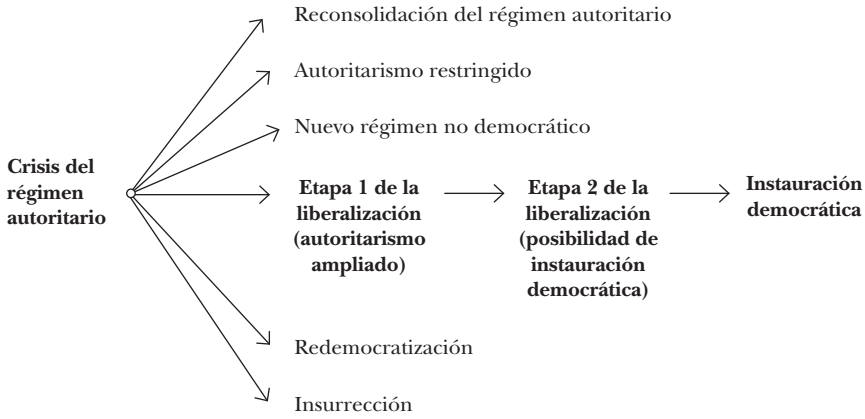 Reconsolidación del régimen autoritario
Autoritarismo restringido
Nuevo régimen no democrático
Crisis del
régimen
autoritario
Etapa 1 de la
liberalización
(autoritarismo
ampliado)
Etapa 2 de la
liberalización
(posibilidad de
instauración
democrática)
Instauración
democrática
Redemocratización
Insurrección